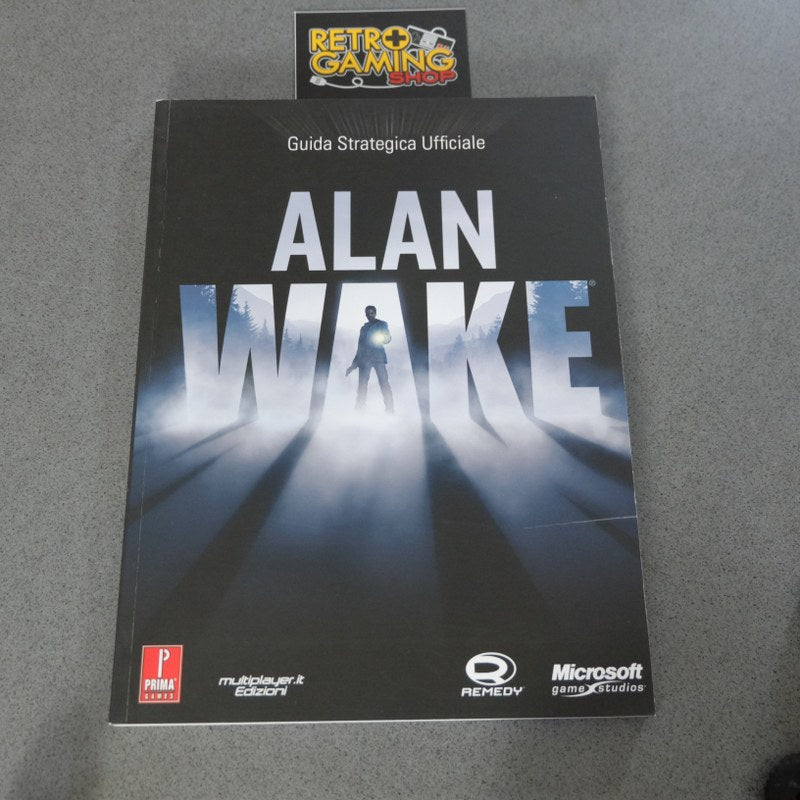 RETRO
GAMING
SHOP
Guida Strategica Ufficiale
ALAN
WAKE®
P
PRIMA®
GAMES
multiplayer.it
Edizioni
R
REMEDY
Microsoft
game studios